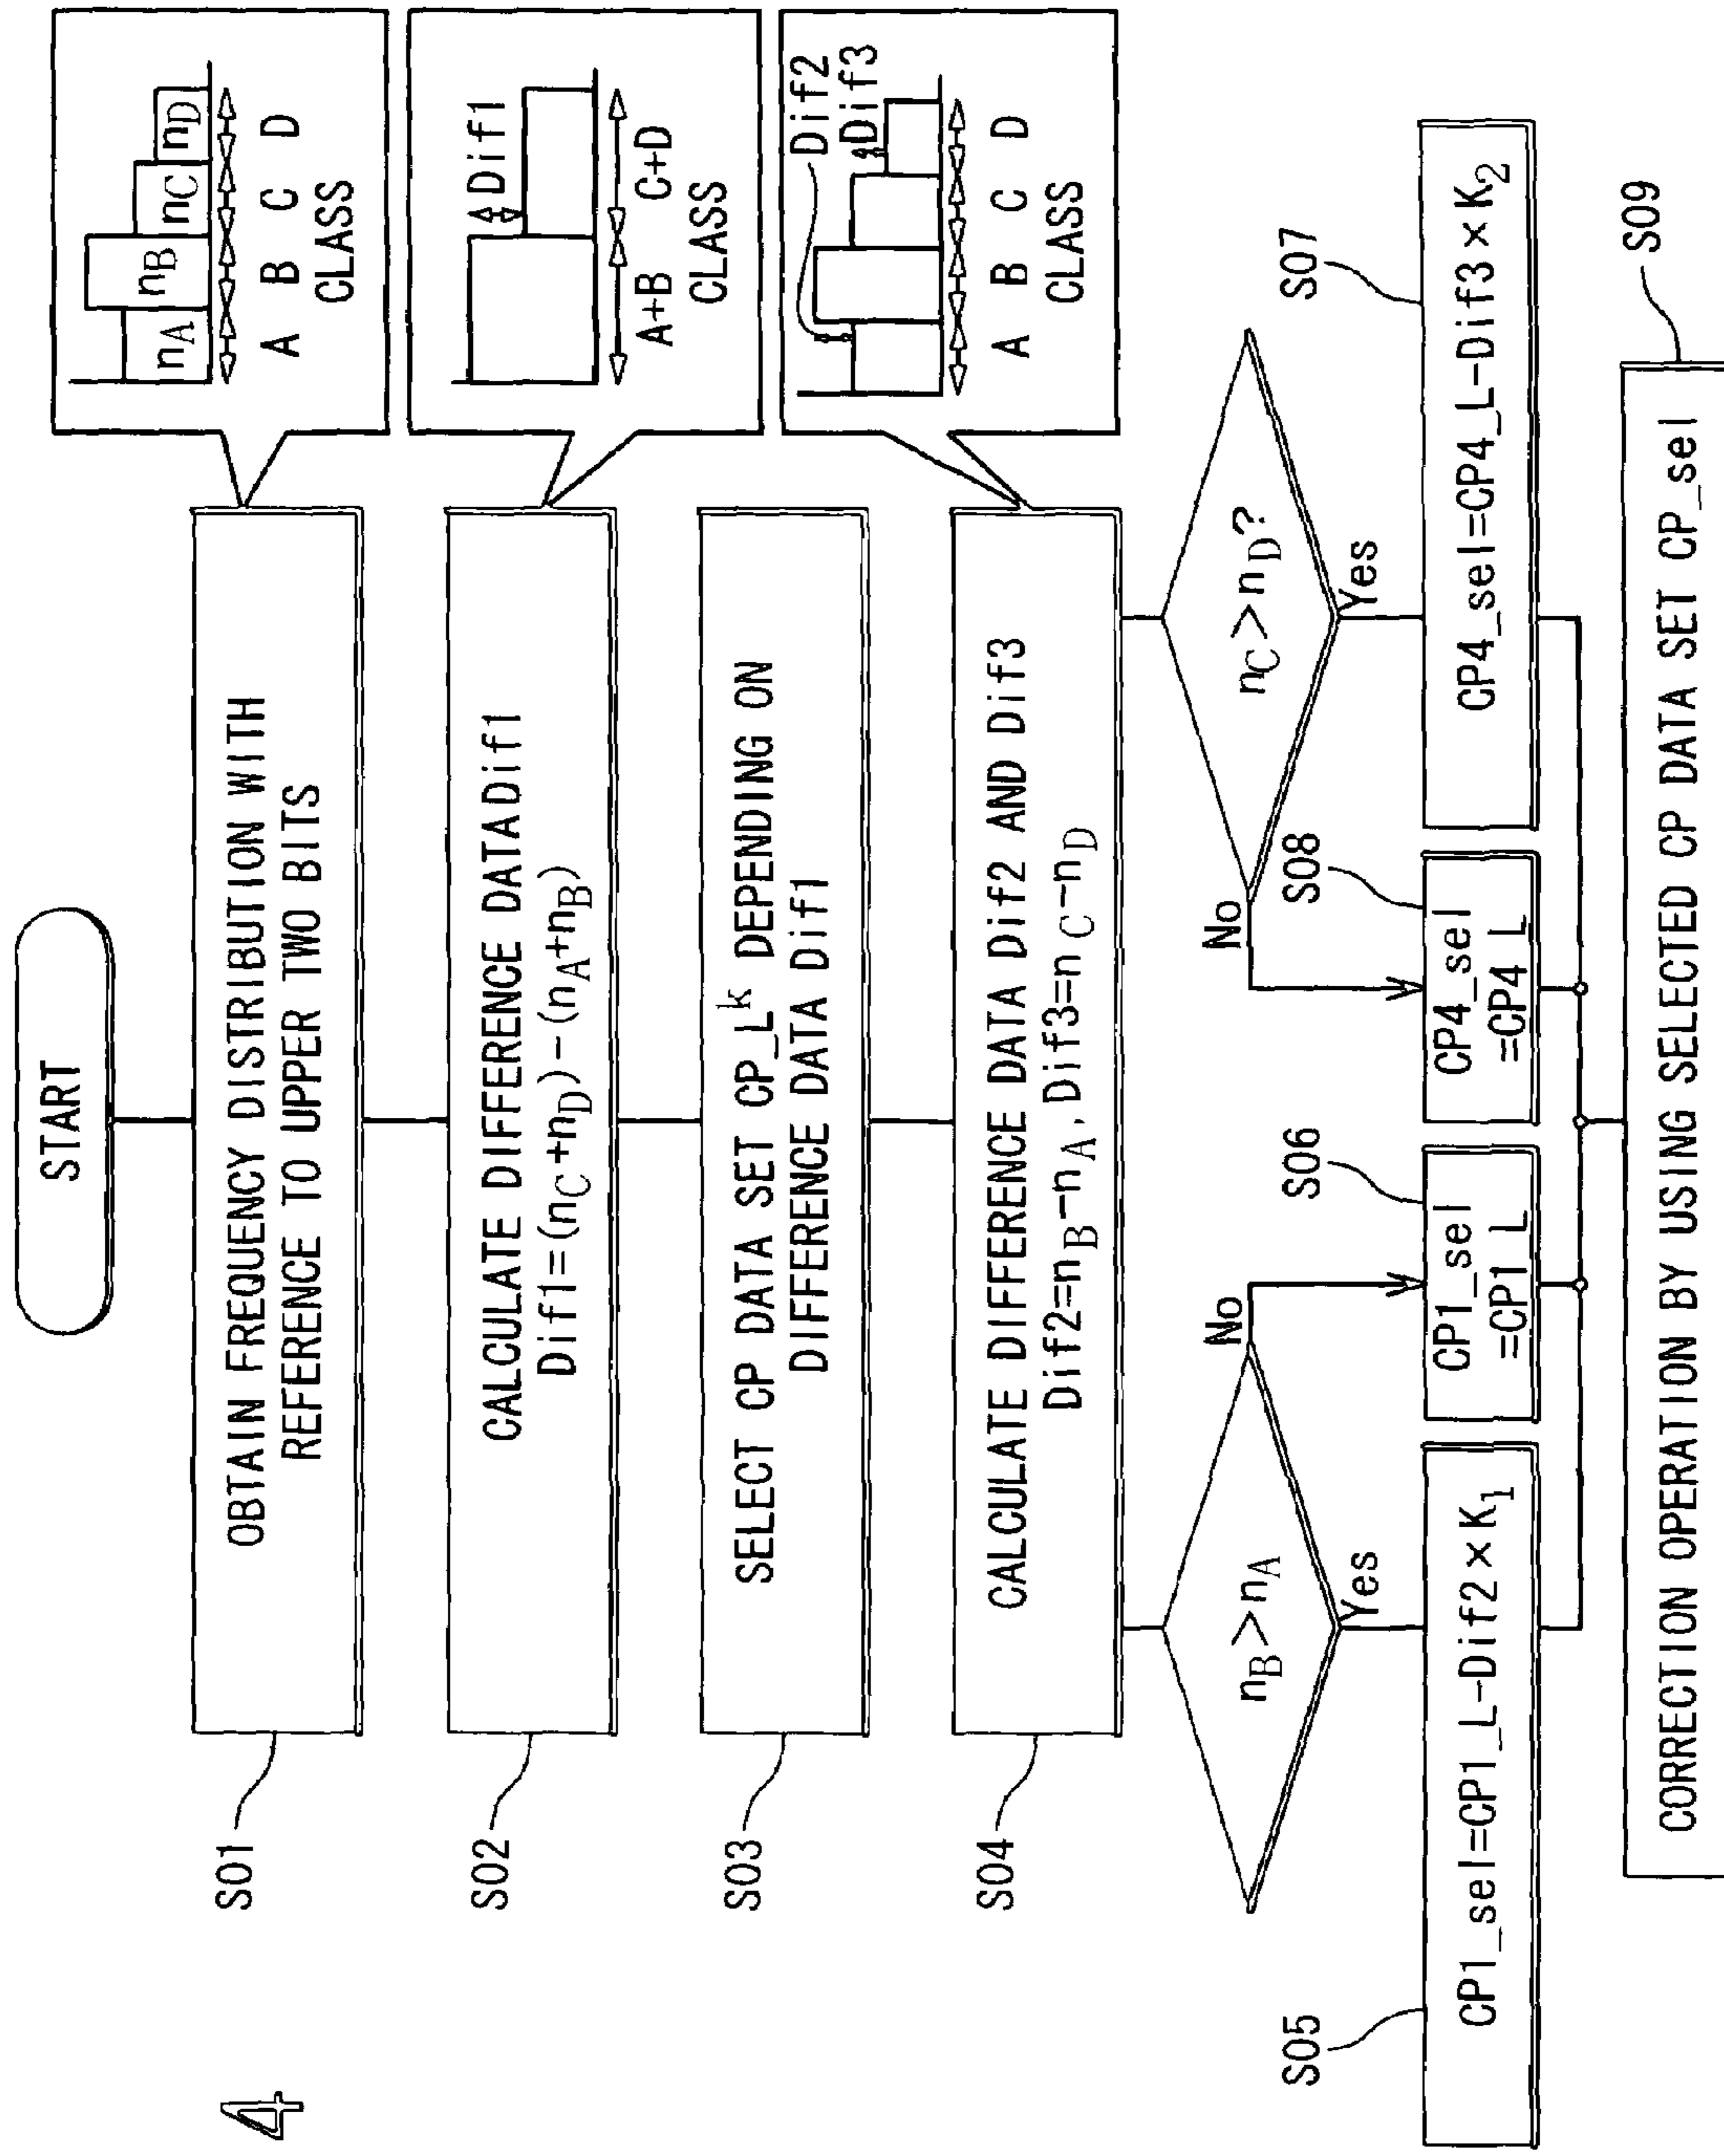 4
START
S01
OBTAIN FREQUENCY DISTRIBUTION WITH
REFERENCE TO UPPER TWO BITS
nA nB nC nD
A B C D
CLASS
S02
CALCULATE DIFFERENCE DATADif1
Dif1=(nC+nD)-(nA+nB)
Dif1
A+B C+D
CLASS
S03
SELECT CP DATA SET CP_L^k DEPENDING ON
DIFFERENCE DATA Dif1
S04
CALCULATE DIFFERENCE DATA Dif2 AND Dif3
Dif2=nB-nA, Dif3=nC-nD
Dif2
Dif3
A B C D
CLASS
nB>nA
No
Yes
nC>nD?
No
Yes
S05
CP1_sel=CP1_L-Dif2×K1
S06
CP1_sel
=CP1_L
S08
CP4_sel
=CP4_L
S07
CP4_sel=CP4_L-Dif3×K2
S09
CORRECTION OPERATION BY USING SELECTED CP DATA SET CP_sel